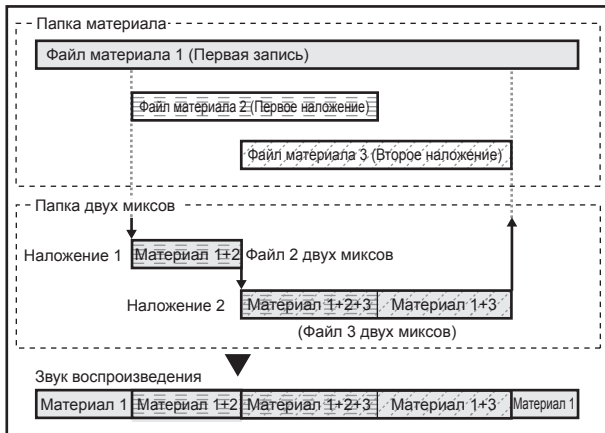 Папка материала
Файл материала 1 (Первая запись)
Файл материала 2 (Первое наложение)
Файл материала 3 (Второе наложение)
Папка двух миксов
Наложение 1 Материал 1+2 Файл 2 двух миксов
Наложение 2 Материал 1+2+3 Материал 1+3
(Файл 3 двух миксов)
Звук воспроизведения
Материал 1 Материал 1+2 Материал 1+2+3 Материал 1+3 Материал 1